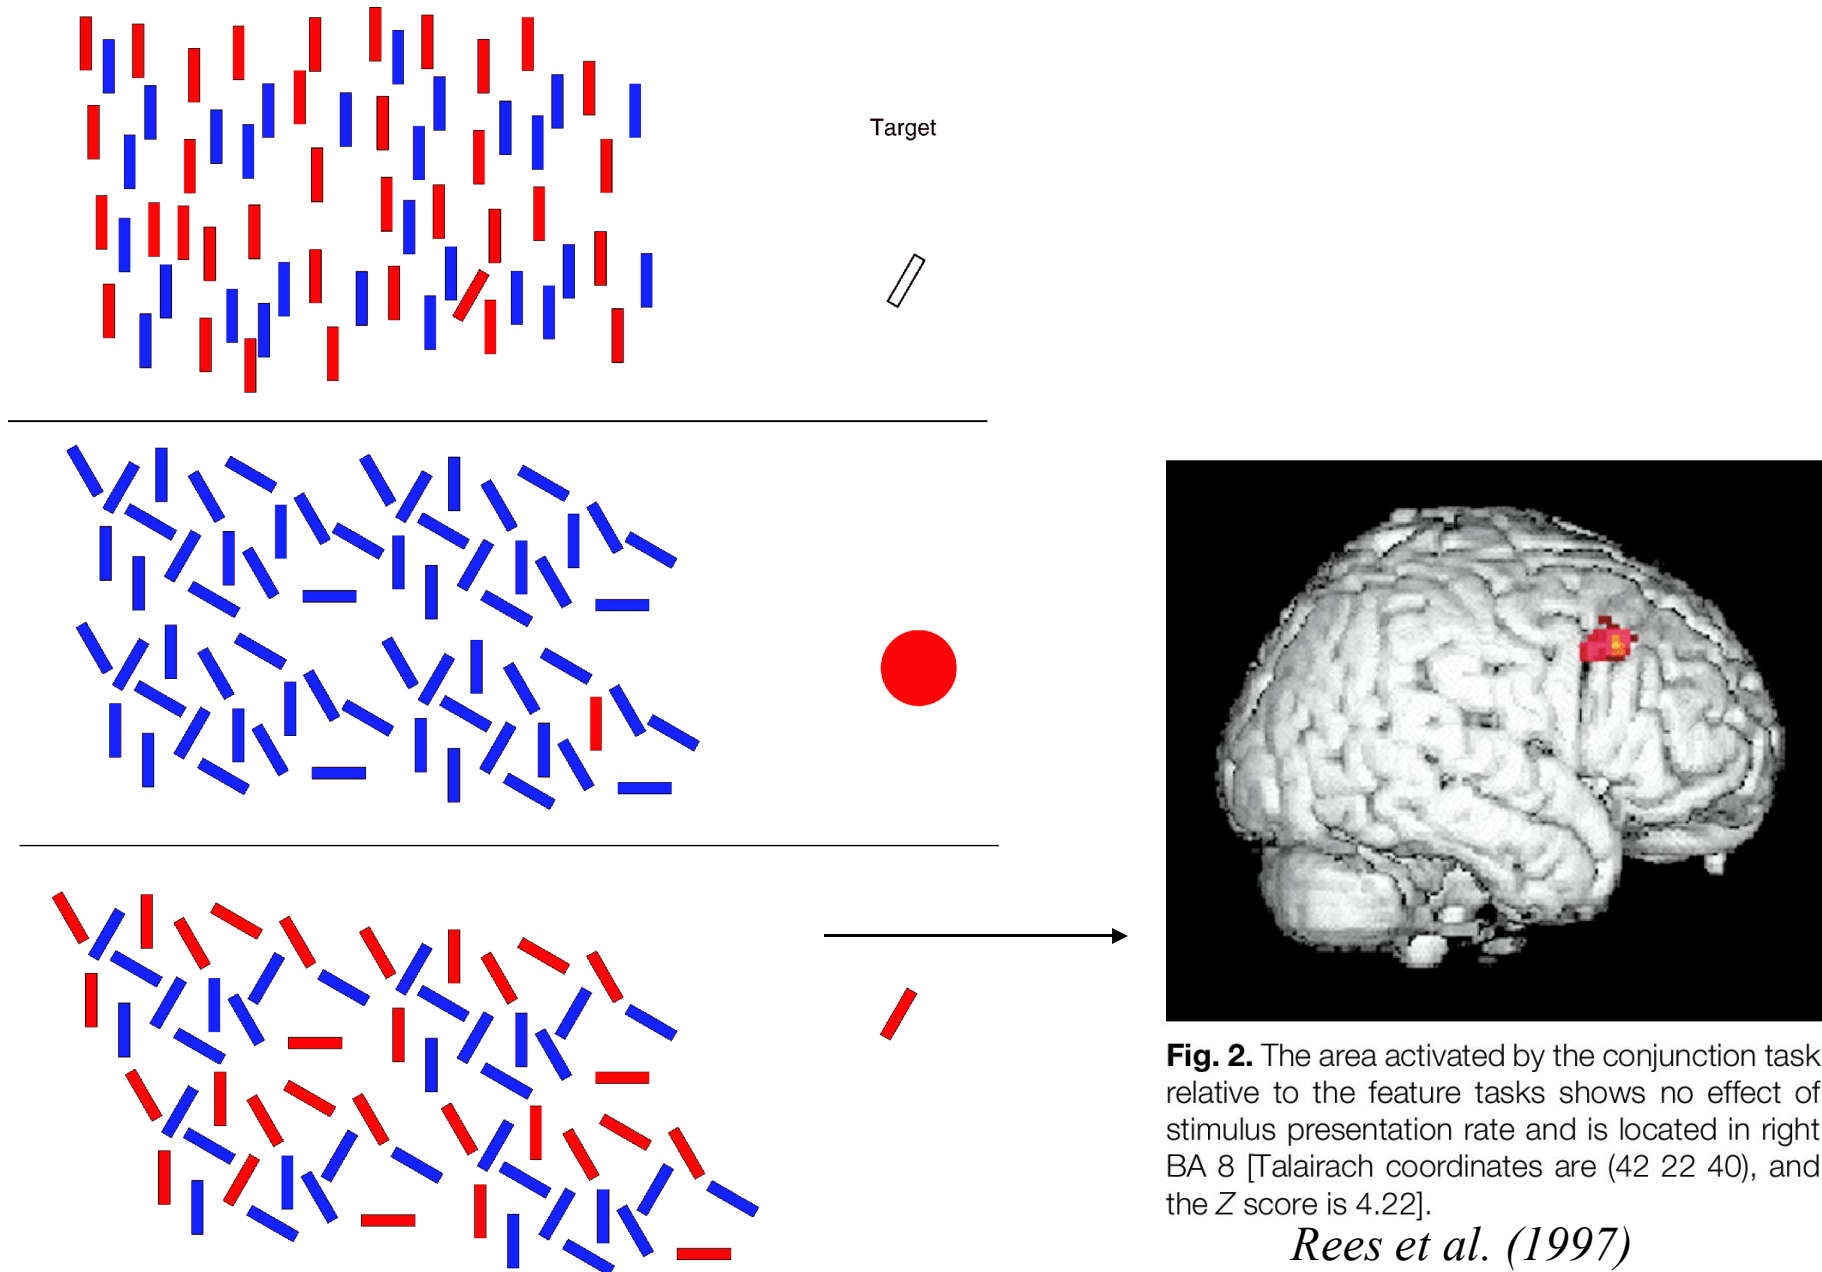 Target
Fig. 2. The area activated by the conjunction task
relative to the feature tasks shows no effect of
stimulus presentation rate and is located in right
BA 8 [Talairach coordinates are (42 22 40), and
the Z score is 4.22].
Rees et al. (1997)